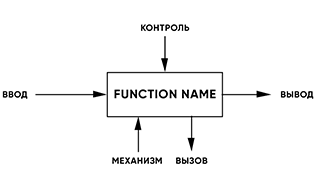 КОНТРОЛЬ
ВВОД
FUNCTION NAME
ВЫВОД
МЕХАНИЗМ
ВЫЗОВ